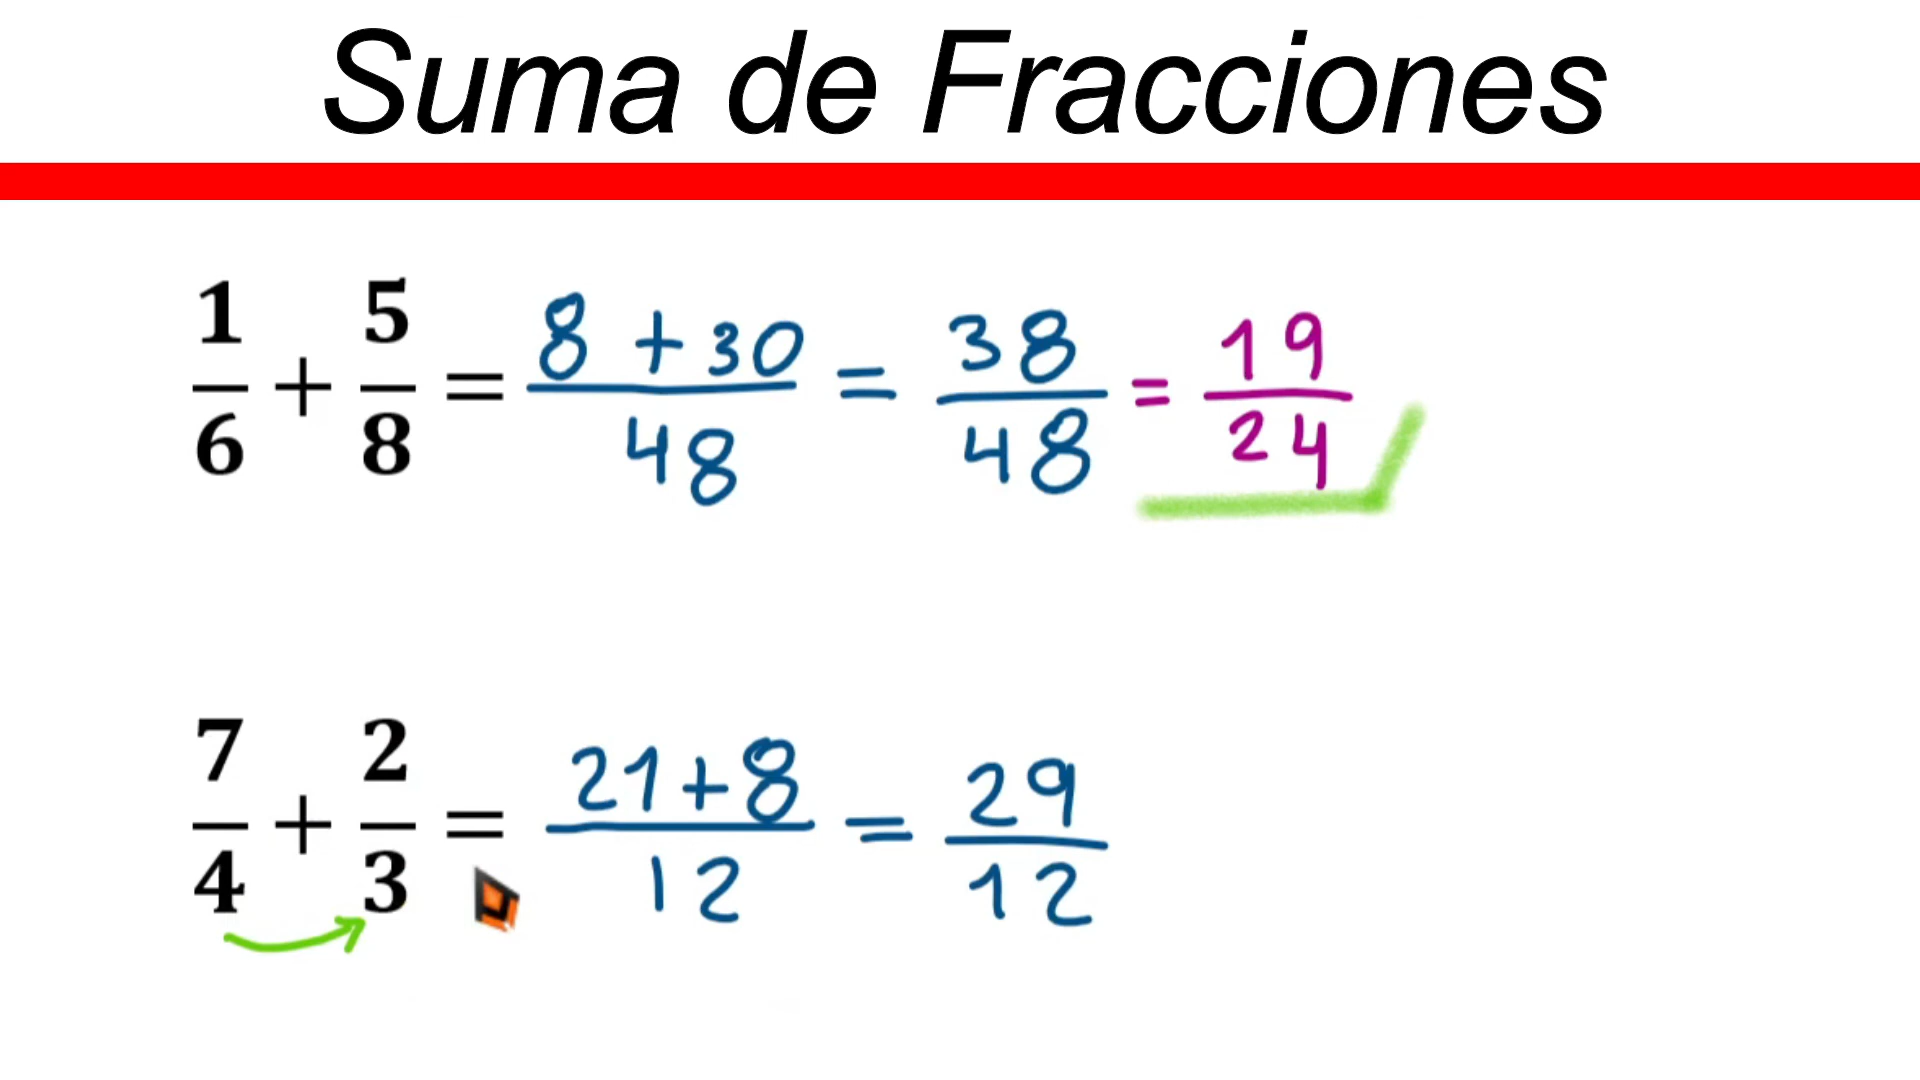 Suma de Fracciones
1/6 + 5/8 = 8 + 30/48 = 38/48 = 19/24
7/4 + 2/3 = 21 + 8/12 = 29/12